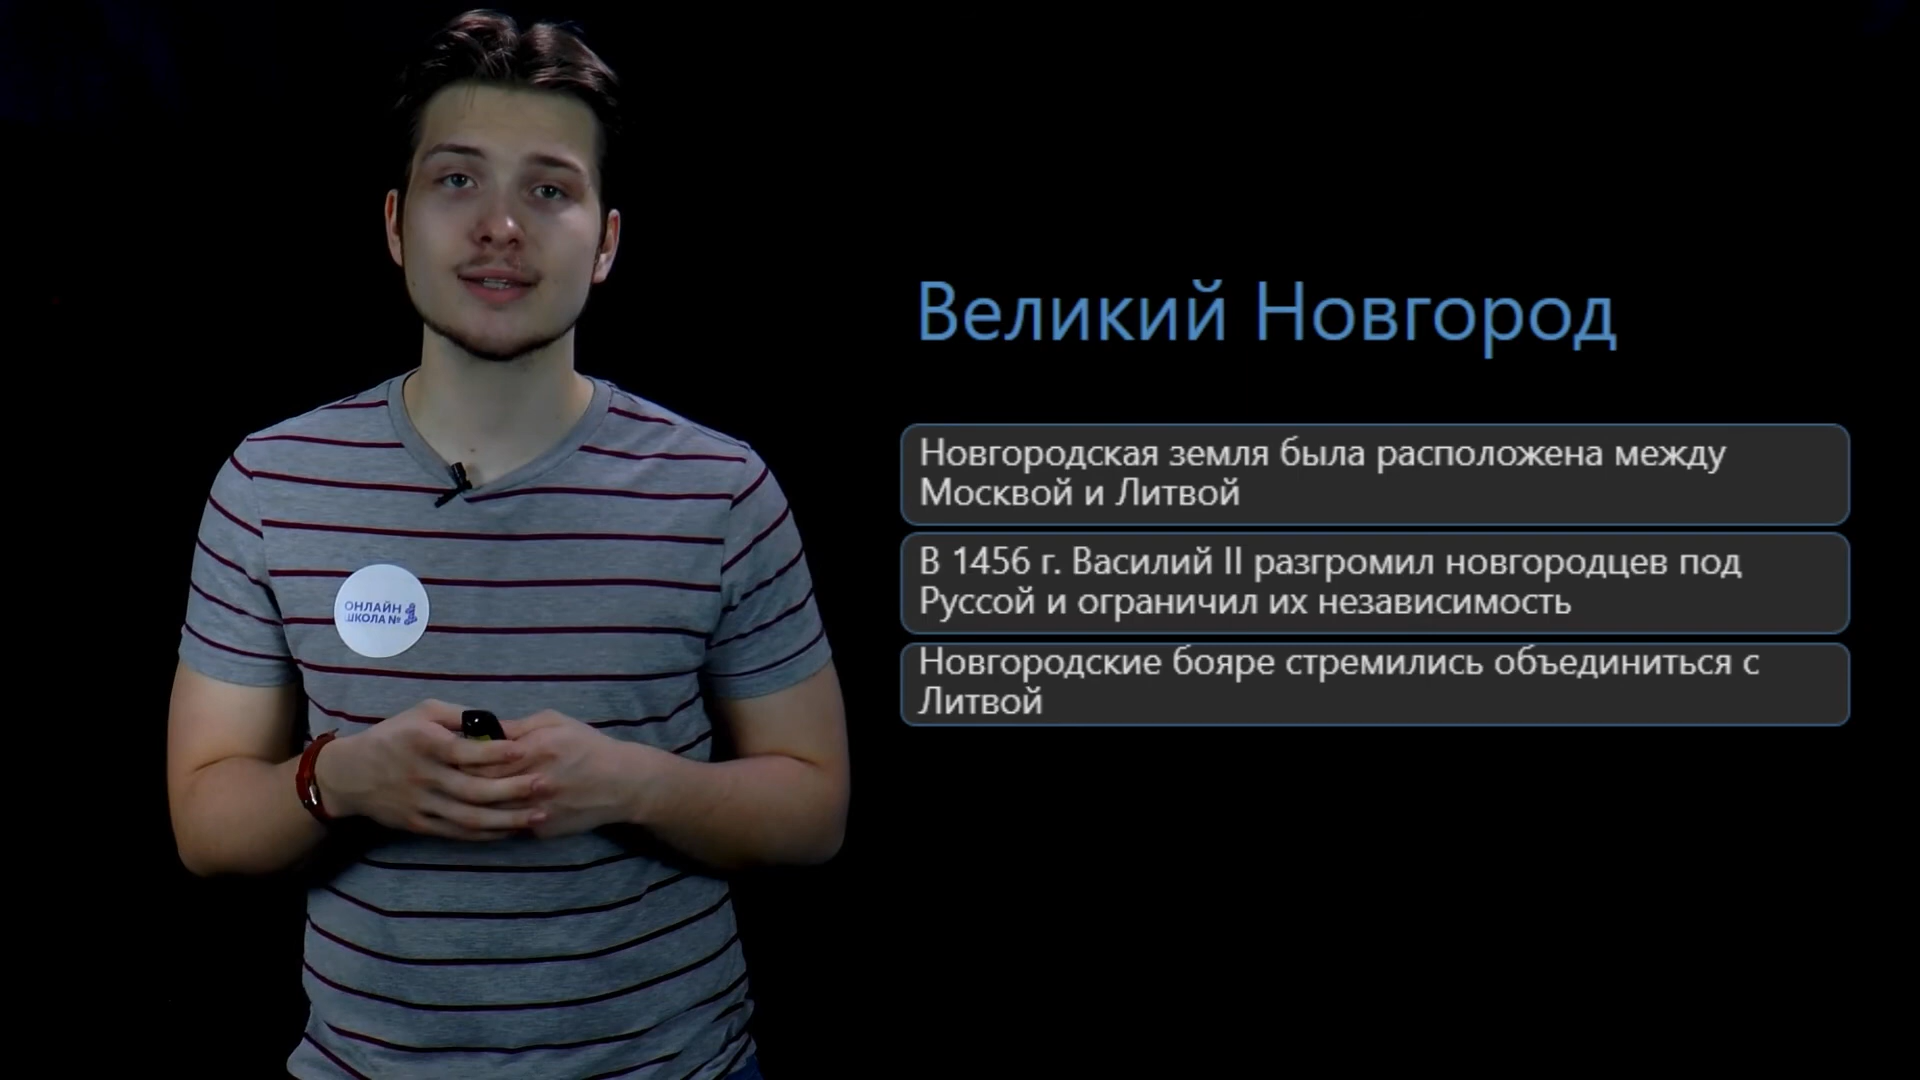 Великий Новгород
Новгородская земля была расположена между
Москвой и Литвой
В 1456 г. Василий II разгромил новгородцев под
Руссой и ограничил их независимость
Новгородские бояре стремились объединиться с
Литвой
ОНЛАЙН
ШКОЛА № 1